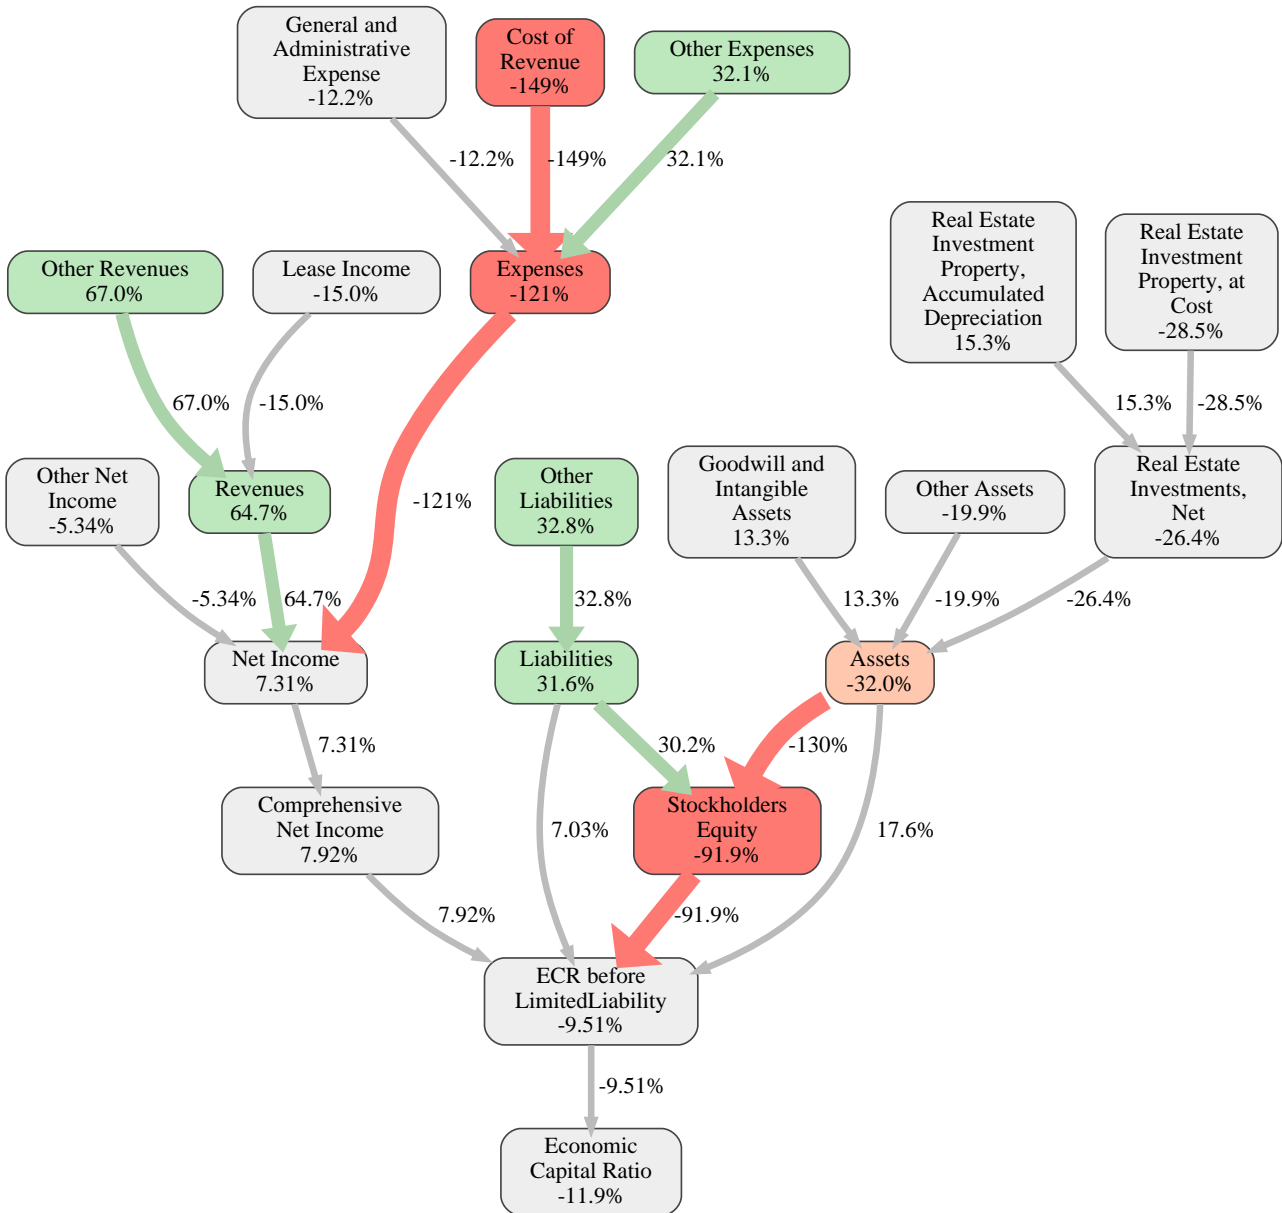 General and
Administrative
Expense
-12.2%
Cost of
Revenue
-149%
Other Expenses
32.1%
-12.2%
-149%
32.1%
Other Revenues
67.0%
Lease Income
-15.0%
Expenses
-121%
Real Estate
Investment
Property,
Accumulated
Depreciation
15.3%
Real Estate
Investment
Property, at
Cost
-28.5%
67.0%
-15.0%
15.3%
-28.5%
Other Net
Income
-5.34%
Revenues
64.7%
-121%
Other
Liabilities
32.8%
Goodwill and
Intangible
Assets
13.3%
Other Assets
-19.9%
Real Estate
Investments,
Net
-26.4%
-5.34%
64.7%
32.8%
13.3%
-19.9%
-26.4%
Net Income
7.31%
Liabilities
31.6%
Assets
-32.0%
7.31%
30.2%
-130%
Comprehensive
Net Income
7.92%
7.03%
Stockholders
Equity
-91.9%
17.6%
7.92%
-91.9%
ECR before
LimitedLiability
-9.51%
-9.51%
Economic
Capital Ratio
-11.9%